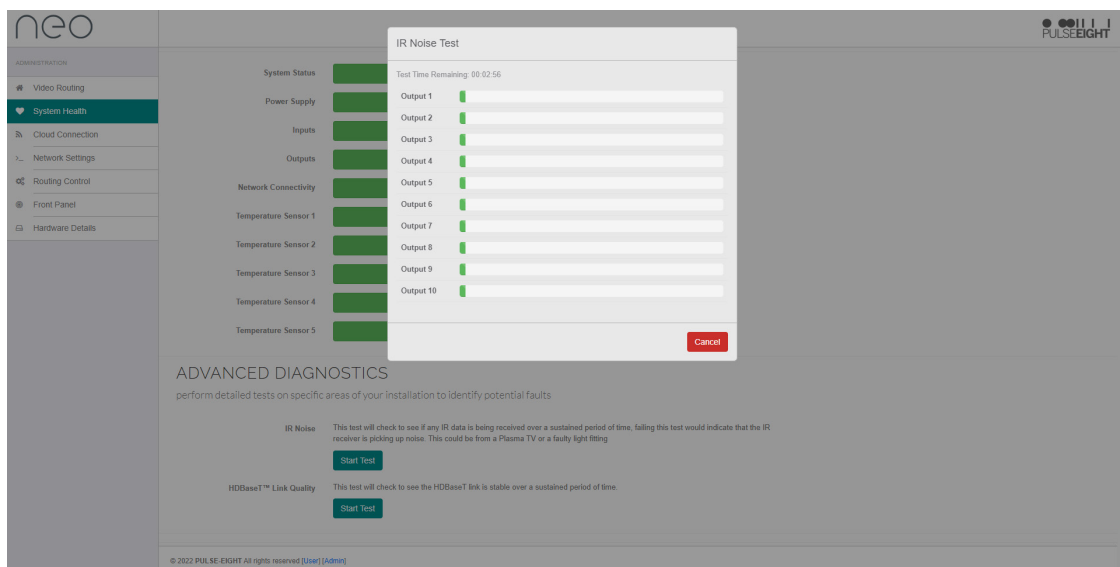 neo
PULSEEIGHT
ADMINISTRATION
Video Routing
System Health
Cloud Connection
Network Settings
Routing Control
Front Panel
Hardware Details
System Status
Power Supply
Inputs
Outputs
Network Connectivity
Temperature Sensor 1
Temperature Sensor 2
Temperature Sensor 3
Temperature Sensor 4
Temperature Sensor 5
IR Noise Test
Test Time Remaining: 00:02:56
Output 1
Output 2
Output 3
Output 4
Output 5
Output 6
Output 7
Output 8
Output 9
Output 10
Cancel
ADVANCED DIAGNOSTICS
perform detailed tests on specific areas of your installation to identify potential faults
IR Noise
This test will check to see if any IR data is being received over a sustained period of time, failing this test would indicate that the IR
receiver is picking up noise. This could be from a Plasma TV or a faulty light fitting
Start Test
HDBaseT™ Link Quality
This test will check to see the HDBaseT link is stable over a sustained period of time.
Start Test
© 2022 PULSE-EIGHT All rights reserved [User] [Admin]